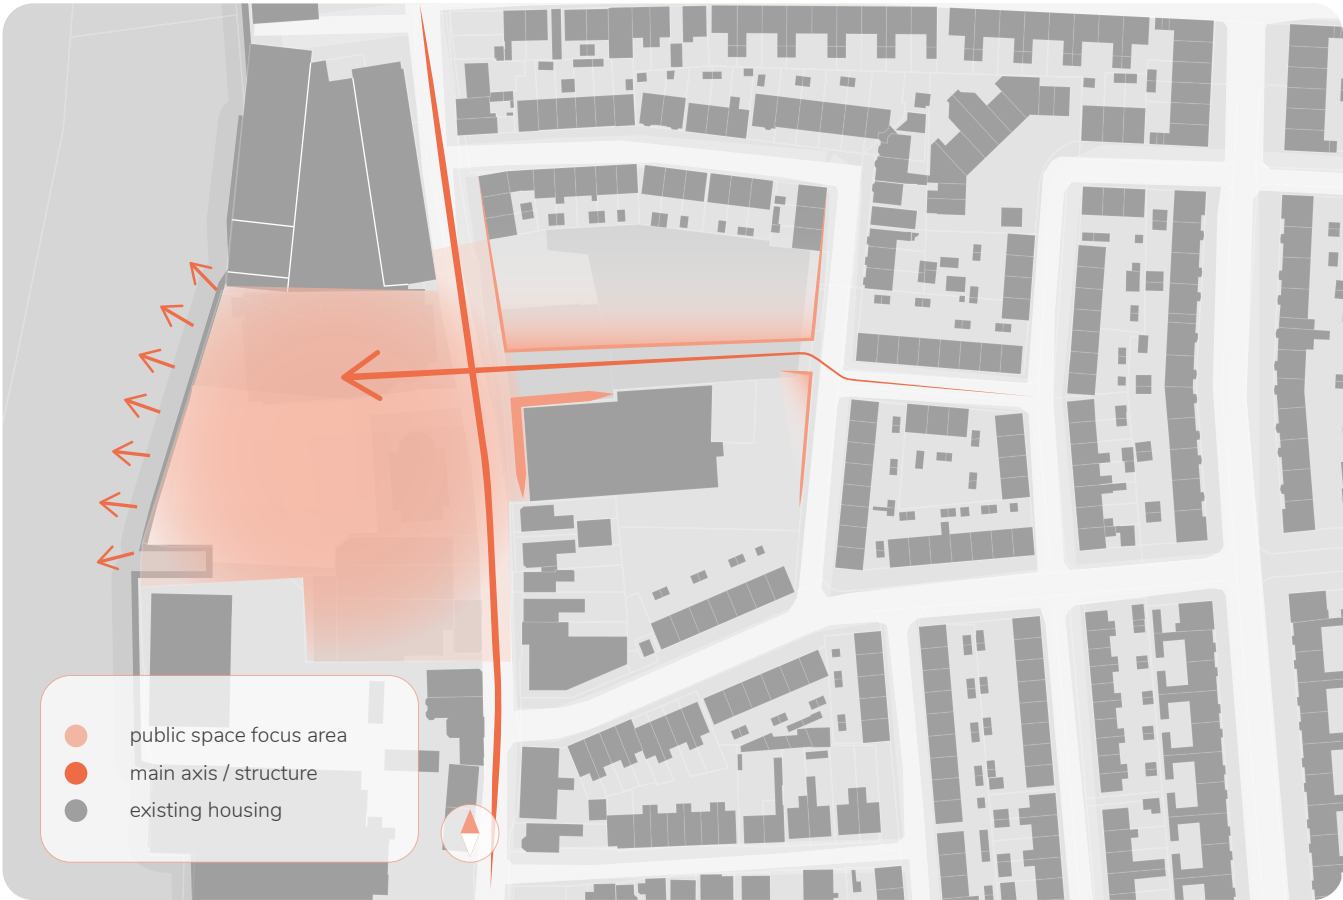 public space focus area
main axis / structure
existing housing